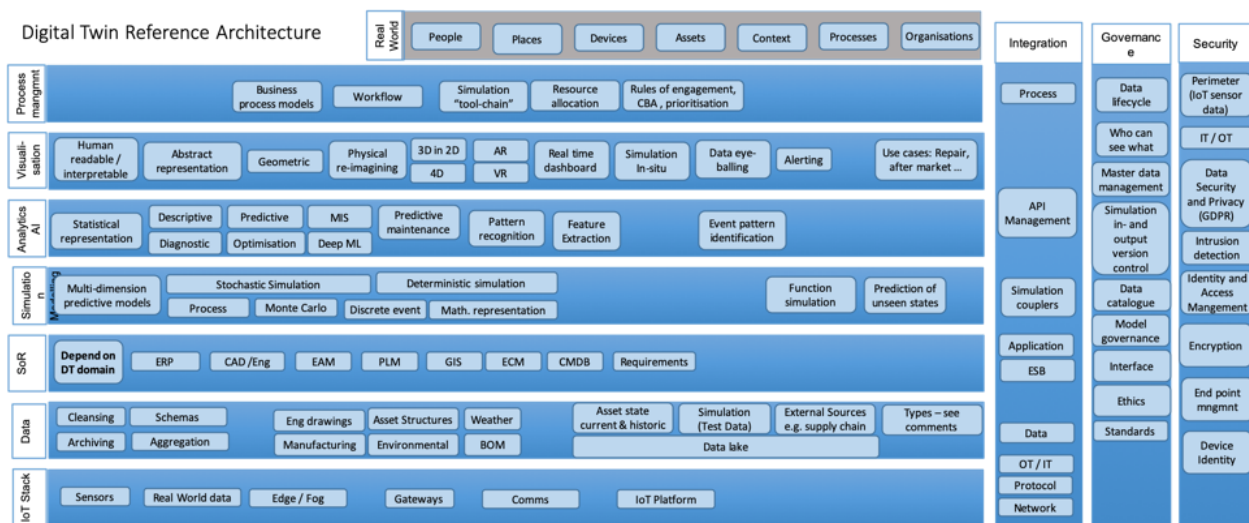 Digital Twin Reference Architecture
Real
World
People
Places
Devices
Assets
Context
Processes
Organisations
Process
mangmnt
Business
process models
Workflow
Simulation
“tool-chain”
Resource
allocation
Rules of engagement,
CBA , prioritisation
Visuali-
sation
Human
readable /
interpretable
Abstract
representation
Geometric
Physical
re-imagining
3D in 2D
4D
AR
VR
Real time
dashboard
Simulation
In-situ
Data eye-
balling
Alerting
Use cases: Repair,
after market ...
Analytics
AI
Statistical
representation
Descriptive
Diagnostic
Predictive
Optimisation
MIS
Deep ML
Predictive
maintenance
Pattern
recognition
Feature
Extraction
Event pattern
identification
Simulatio
n
Modelling
Multi-dimension
predictive models
Stochastic Simulation
Deterministic simulation
Process
Monte Carlo
Discrete event
Math. representation
Function
simulation
Prediction of
unseen states
SoR
Depend on
DT domain
ERP
CAD /Eng
EAM
PLM
GIS
ECM
CMDB
Requirements
Data
Cleansing
Schemas
Archiving
Aggregation
Eng drawings
Asset Structures
Weather
Manufacturing
Environmental
BOM
Asset state
current & historic
Simulation
(Test Data)
External Sources
e.g. supply chain
Types – see
comments
Data lake
IoT Stack
Sensors
Real World data
Edge / Fog
Gateways
Comms
IoT Platform
Integration
Process
API
Management
Simulation
couplers
Application
ESB
Data
OT / IT
Protocol
Network
Governanc
e
Data
lifecycle
Who can
see what
Master data
management
Simulation
in- and
output
version
control
Data
catalogue
Model
governance
Interface
Ethics
Standards
Security
Perimeter
(IoT sensor
data)
IT / OT
Data
Security
and Privacy
(GDPR)
Intrusion
detection
Identity and
Access
Mangement
Encryption
End point
mngmnt
Device
Identity